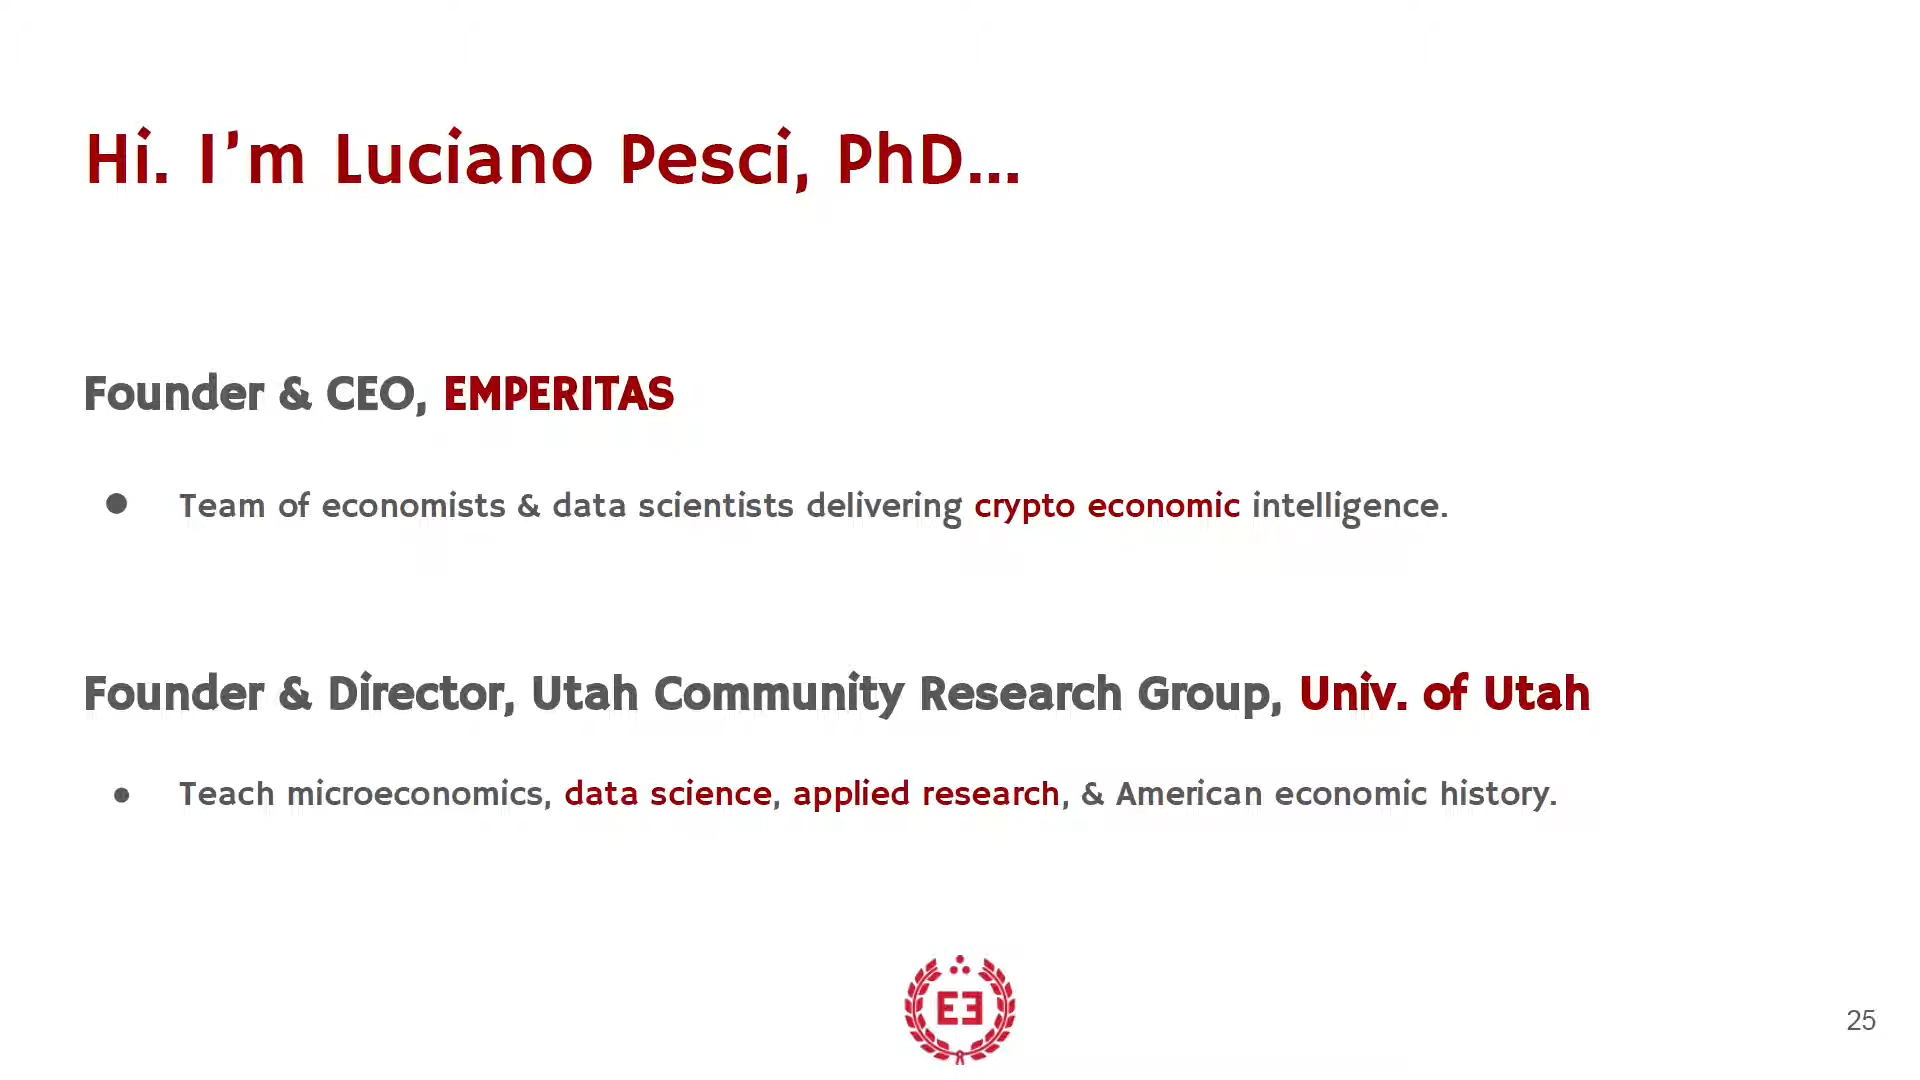 Hi. I’m Luciano Pesci, PhD...
Founder & CEO, EMPERITAS
● Team of economists & data scientists delivering crypto economic intelligence.
Founder & Director, Utah Community Research Group, Univ. of Utah
● Teach microeconomics, data science, applied research, & American economic history.
EƎ
25